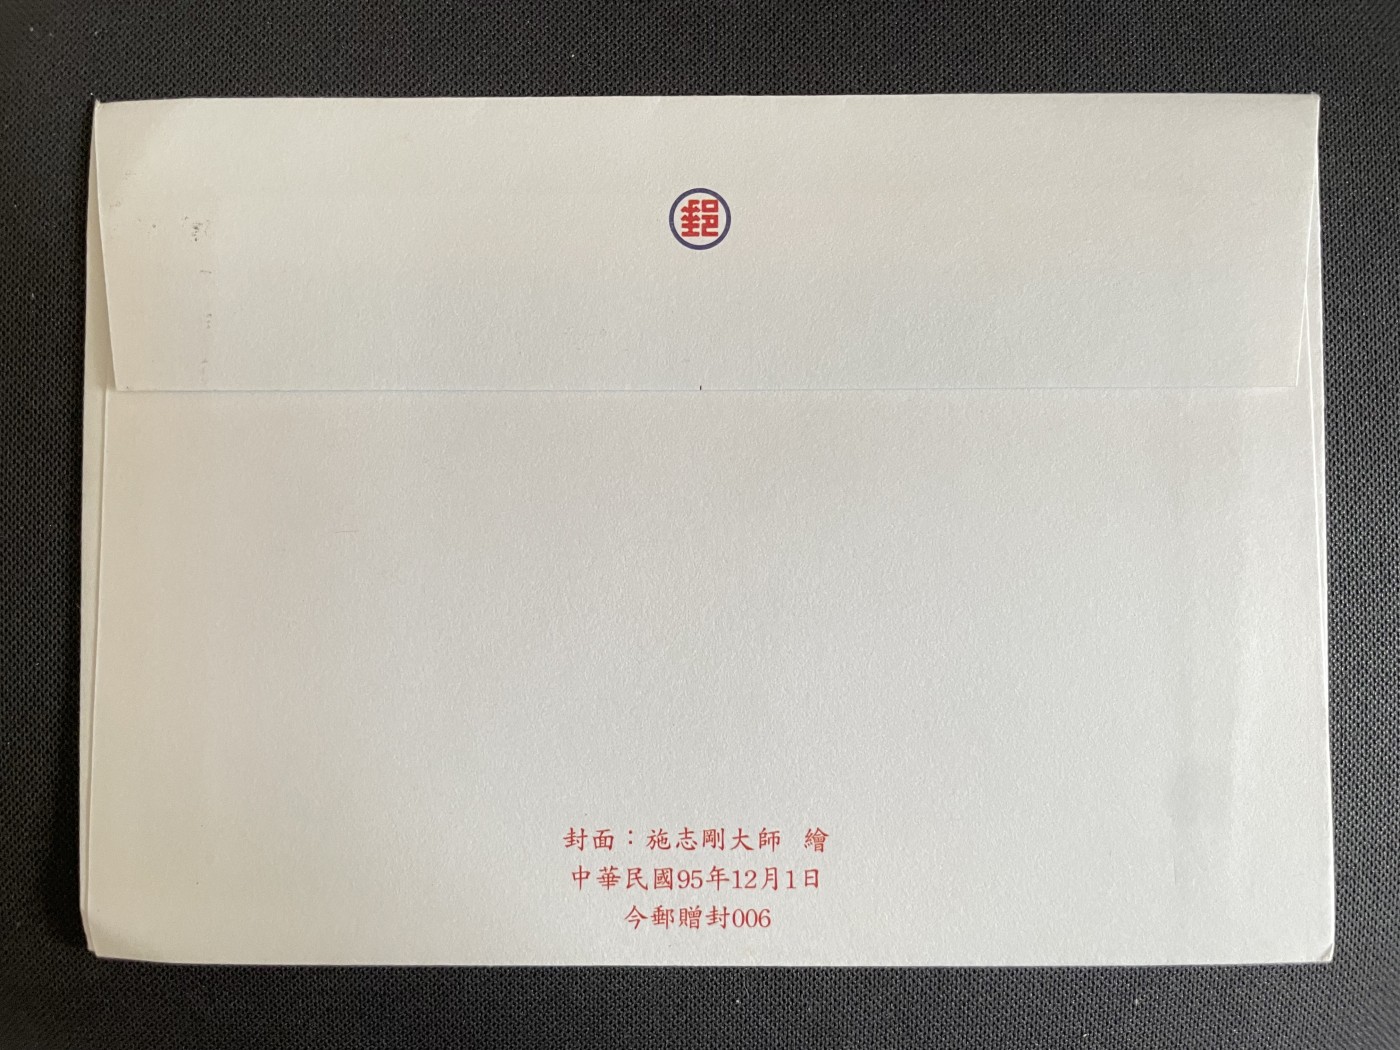 郵
封面：施志剛大師 繪
中華民國95年12月1日
今郵贈封006